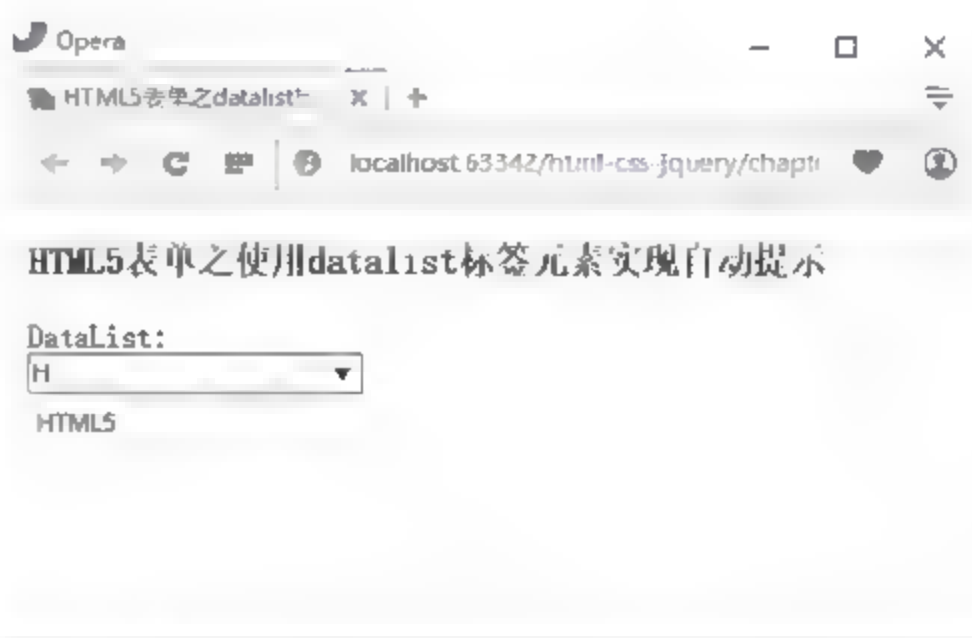 Opera
HTML5表单之datalist
localhost:63342/html-css-jquery/chapt
HTML5表单之使用datalist标签元素实现自动提示
DataList:
H
HTML5